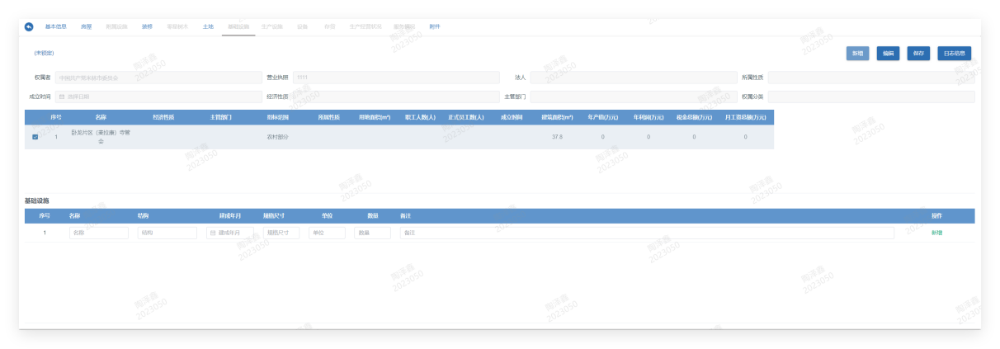 基本信息 房屋 附属设施 装修 零星树木 土地 基础设施 生产设施 设备 存货 生产经营状况 附件
(未锁定)
新增 编辑 保存 日志信息
权属者 营业执照 1111 法人 所属性质
成立时间 选择日期 经济性质 主管部门 权属分类
序号 名称 经济性质 主管部门 指标范围 所属性质 用地面积(m²) 职工人数(人) 正式员工数(人) 成立时间 建筑面积(m²) 年产值(万元) 年利润(万元) 税金总额(万元) 月工资总额(万元)
1 卧龙片区（麦拉康）寺管会 农村部分 37.8 0 0 0 0
基础设施
序号 名称 结构 建成年月 规格尺寸 单位 数量 备注 操作
1 名称 结构 建成年月 规格尺寸 单位 数量 备注 新增
陶泽鑫
2023050